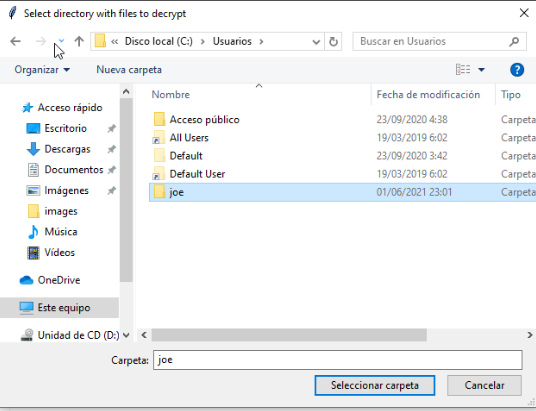 Select directory with files to decrypt
« Disco local (C:) > Usuarios >
Buscar en Usuarios
Organizar
Nueva carpeta
Acceso rápido
Escritorio
Descargas
Documentos
Imágenes
images
Música
Vídeos
OneDrive
Este equipo
Unidad de CD (D:)
Nombre Fecha de modificación Tipo
Acceso público 23/09/2020 4:38 Carpeta
All Users 19/03/2019 6:02 Carpeta
Default 23/09/2020 3:42 Carpeta
Default User 19/03/2019 6:02 Carpeta
joe 01/06/2021 23:01 Carpeta
Carpeta: joe
Seleccionar carpeta Cancelar